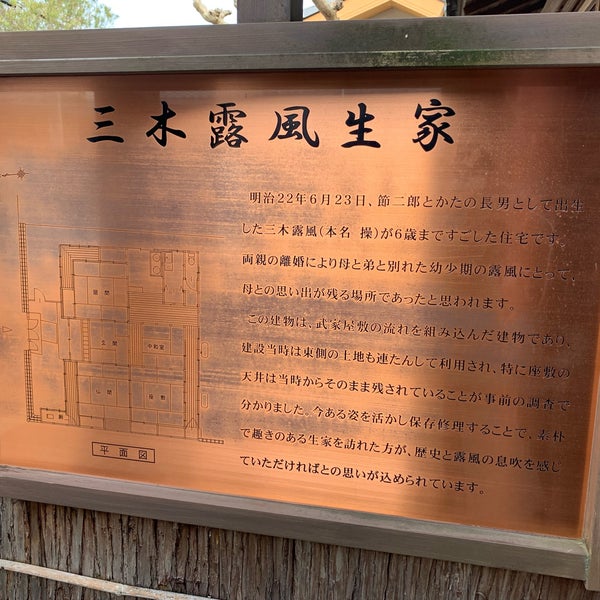 三木露風生家
明治22年6月23日、節二郎とかたの長男として出生
した三木露風(本名 操)が6歳まですごした住宅です。
両親の離婚により母と弟と別れた幼少期の露風にとって、
母との思い出が残る場所であったと思われます。
この建物は、武家屋敷の流れを組み込んだ建物であり、
建設当時は東側の土地も連たんして利用され、特に座敷の
天井は当時からそのまま残されていることが事前の調査で
分かりました。今ある姿を活かし保存修理することで、素朴
で趣きのある生家を訪れた方が、歴史と露風の息吹を感じ
ていただければとの思いが込められています。
玄関
仏間
座敷
平面図